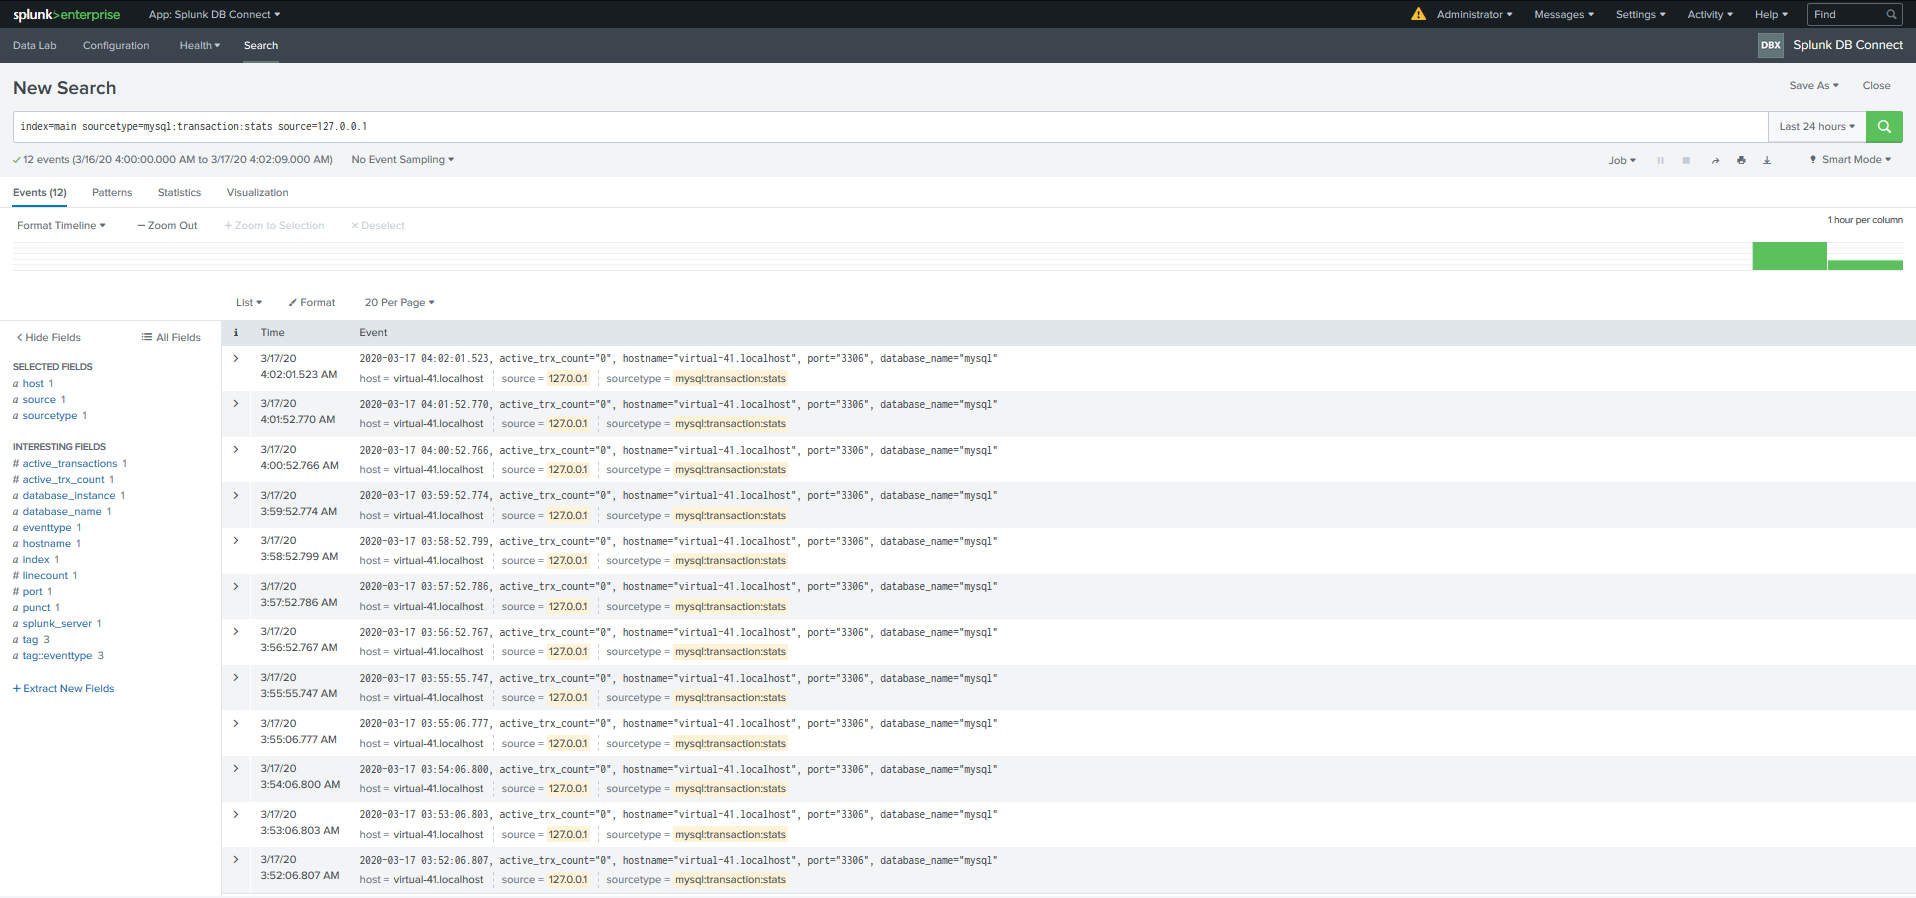 splunk>enterprise App: Splunk DB Connect Administrator Messages Settings Activity Help Find
Data Lab Configuration Health Search DBX Splunk DB Connect
New Search Save As Close
index=main sourcetype=mysql:transaction:stats source=127.0.0.1 Last 24 hours
12 events (3/16/20 4:00:00.000 AM to 3/17/20 4:02:09.000 AM) No Event Sampling Job Smart Mode
Events (12) Patterns Statistics Visualization
Format Timeline — Zoom Out + Zoom to Selection × Deselect 1 hour per column
List Format 20 Per Page
< Hide Fields All Fields
SELECTED FIELDS
a host 1
a source 1
a sourcetype 1
INTERESTING FIELDS
# active_transactions 1
# active_trx_count 1
a database_instance 1
a database_name 1
a eventtype 1
a hostname 1
a index 1
# linecount 1
# port 1
a punct 1
a splunk_server 1
a tag 3
a tag::eventtype 3
+ Extract New Fields
i Time Event
> 3/17/20 2020-03-17 04:02:01.523, active_trx_count="0", hostname="virtual-41.localhost", port="3306", database_name="mysql"
4:02:01.523 AM host = virtual-41.localhost source = 127.0.0.1 sourcetype = mysql:transaction:stats
> 3/17/20 2020-03-17 04:01:52.770, active_trx_count="0", hostname="virtual-41.localhost", port="3306", database_name="mysql"
4:01:52.770 AM host = virtual-41.localhost source = 127.0.0.1 sourcetype = mysql:transaction:stats
> 3/17/20 2020-03-17 04:00:52.766, active_trx_count="0", hostname="virtual-41.localhost", port="3306", database_name="mysql"
4:00:52.766 AM host = virtual-41.localhost source = 127.0.0.1 sourcetype = mysql:transaction:stats
> 3/17/20 2020-03-17 03:59:52.774, active_trx_count="0", hostname="virtual-41.localhost", port="3306", database_name="mysql"
3:59:52.774 AM host = virtual-41.localhost source = 127.0.0.1 sourcetype = mysql:transaction:stats
> 3/17/20 2020-03-17 03:58:52.799, active_trx_count="0", hostname="virtual-41.localhost", port="3306", database_name="mysql"
3:58:52.799 AM host = virtual-41.localhost source = 127.0.0.1 sourcetype = mysql:transaction:stats
> 3/17/20 2020-03-17 03:57:52.786, active_trx_count="0", hostname="virtual-41.localhost", port="3306", database_name="mysql"
3:57:52.786 AM host = virtual-41.localhost source = 127.0.0.1 sourcetype = mysql:transaction:stats
> 3/17/20 2020-03-17 03:56:52.767, active_trx_count="0", hostname="virtual-41.localhost", port="3306", database_name="mysql"
3:56:52.767 AM host = virtual-41.localhost source = 127.0.0.1 sourcetype = mysql:transaction:stats
> 3/17/20 2020-03-17 03:55:55.747, active_trx_count="0", hostname="virtual-41.localhost", port="3306", database_name="mysql"
3:55:55.747 AM host = virtual-41.localhost source = 127.0.0.1 sourcetype = mysql:transaction:stats
> 3/17/20 2020-03-17 03:55:06.777, active_trx_count="0", hostname="virtual-41.localhost", port="3306", database_name="mysql"
3:55:06.777 AM host = virtual-41.localhost source = 127.0.0.1 sourcetype = mysql:transaction:stats
> 3/17/20 2020-03-17 03:54:06.800, active_trx_count="0", hostname="virtual-41.localhost", port="3306", database_name="mysql"
3:54:06.800 AM host = virtual-41.localhost source = 127.0.0.1 sourcetype = mysql:transaction:stats
> 3/17/20 2020-03-17 03:53:06.803, active_trx_count="0", hostname="virtual-41.localhost", port="3306", database_name="mysql"
3:53:06.803 AM host = virtual-41.localhost source = 127.0.0.1 sourcetype = mysql:transaction:stats
> 3/17/20 2020-03-17 03:52:06.807, active_trx_count="0", hostname="virtual-41.localhost", port="3306", database_name="mysql"
3:52:06.807 AM host = virtual-41.localhost source = 127.0.0.1 sourcetype = mysql:transaction:stats